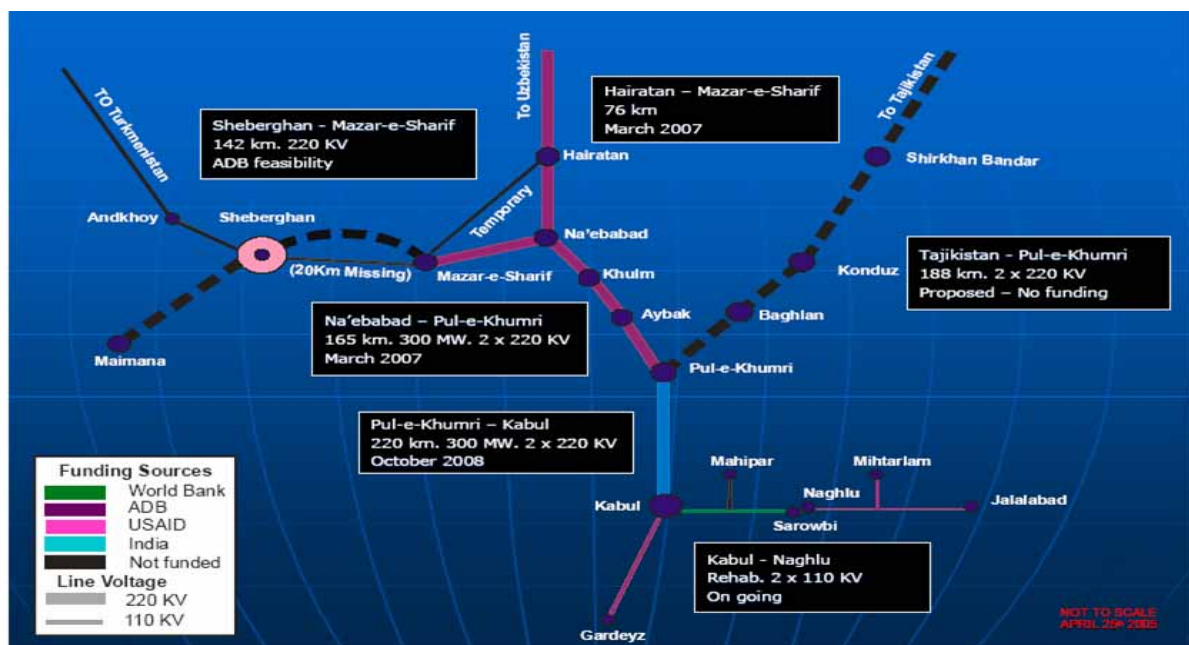 To Uzbekistan
To Tajikistan
TO Turkmenistan
Hairatan – Mazar-e-Sharif
76 km
March 2007
Sheberghan - Mazar-e-Sharif
142 km. 220 KV
ADB feasibility
Hairatan
Shirkhan Bandar
Temporary
Andkhoy
Sheberghan
Na'ebabad
(20Km Missing)
Mazar-e-Sharif
Khulm
Konduz
Tajikistan - Pul-e-Khumri
188 km. 2 x 220 KV
Proposed – No funding
Na'ebabad – Pul-e-Khumri
165 km. 300 MW. 2 x 220 KV
March 2007
Aybak
Baghlan
Maimana
Pul-e-Khumri
Pul-e-Khumri – Kabul
220 km. 300 MW. 2 x 220 KV
October 2008
Mahipar
Mihtarlam
Naghlu
Kabul
Jalalabad
Sarowbi
Kabul - Naghlu
Rehab. 2 x 110 KV
On going
Gardeyz
Funding Sources
World Bank
ADB
USAID
India
Not funded
Line Voltage
220 KV
110 KV
NOT TO SCALE
APRIL 25th 2005